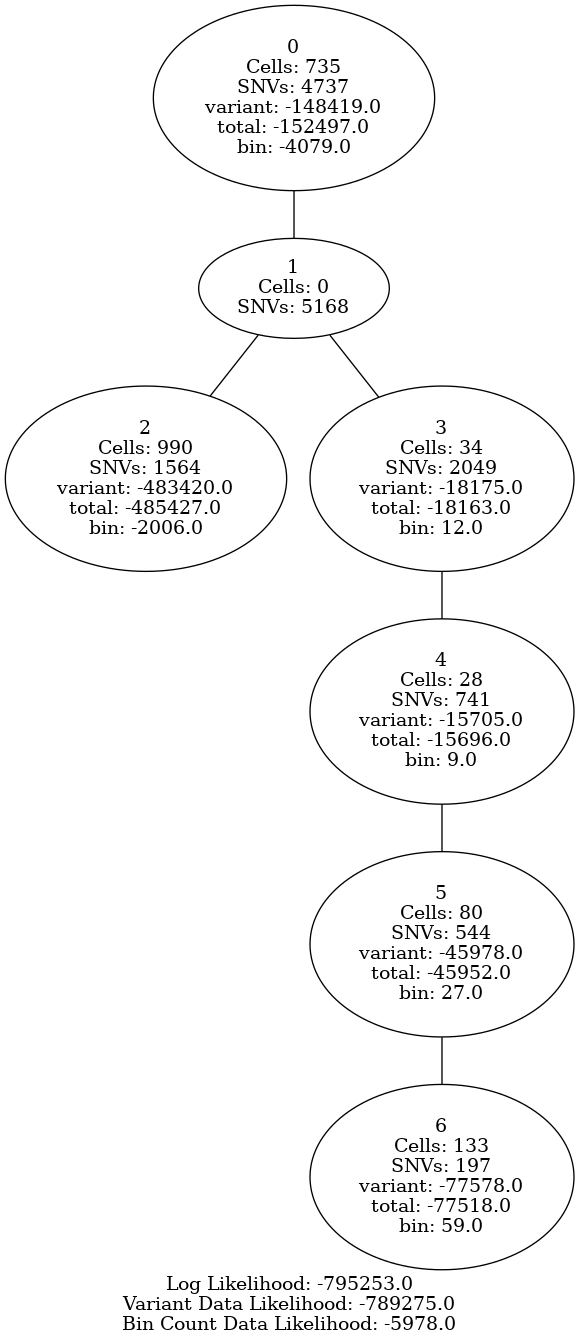 0
Cells: 735
SNVs: 4737
variant: -148419.0
total: -152497.0
bin: -4079.0
1
Cells: 0
SNVs: 5168
2
Cells: 990
SNVs: 1564
variant: -483420.0
total: -485427.0
bin: -2006.0
3
Cells: 34
SNVs: 2049
variant: -18175.0
total: -18163.0
bin: 12.0
4
Cells: 28
SNVs: 741
variant: -15705.0
total: -15696.0
bin: 9.0
5
Cells: 80
SNVs: 544
variant: -45978.0
total: -45952.0
bin: 27.0
6
Cells: 133
SNVs: 197
variant: -77578.0
total: -77518.0
bin: 59.0
Log Likelihood: -795253.0
Variant Data Likelihood: -789275.0
Bin Count Data Likelihood: -5978.0